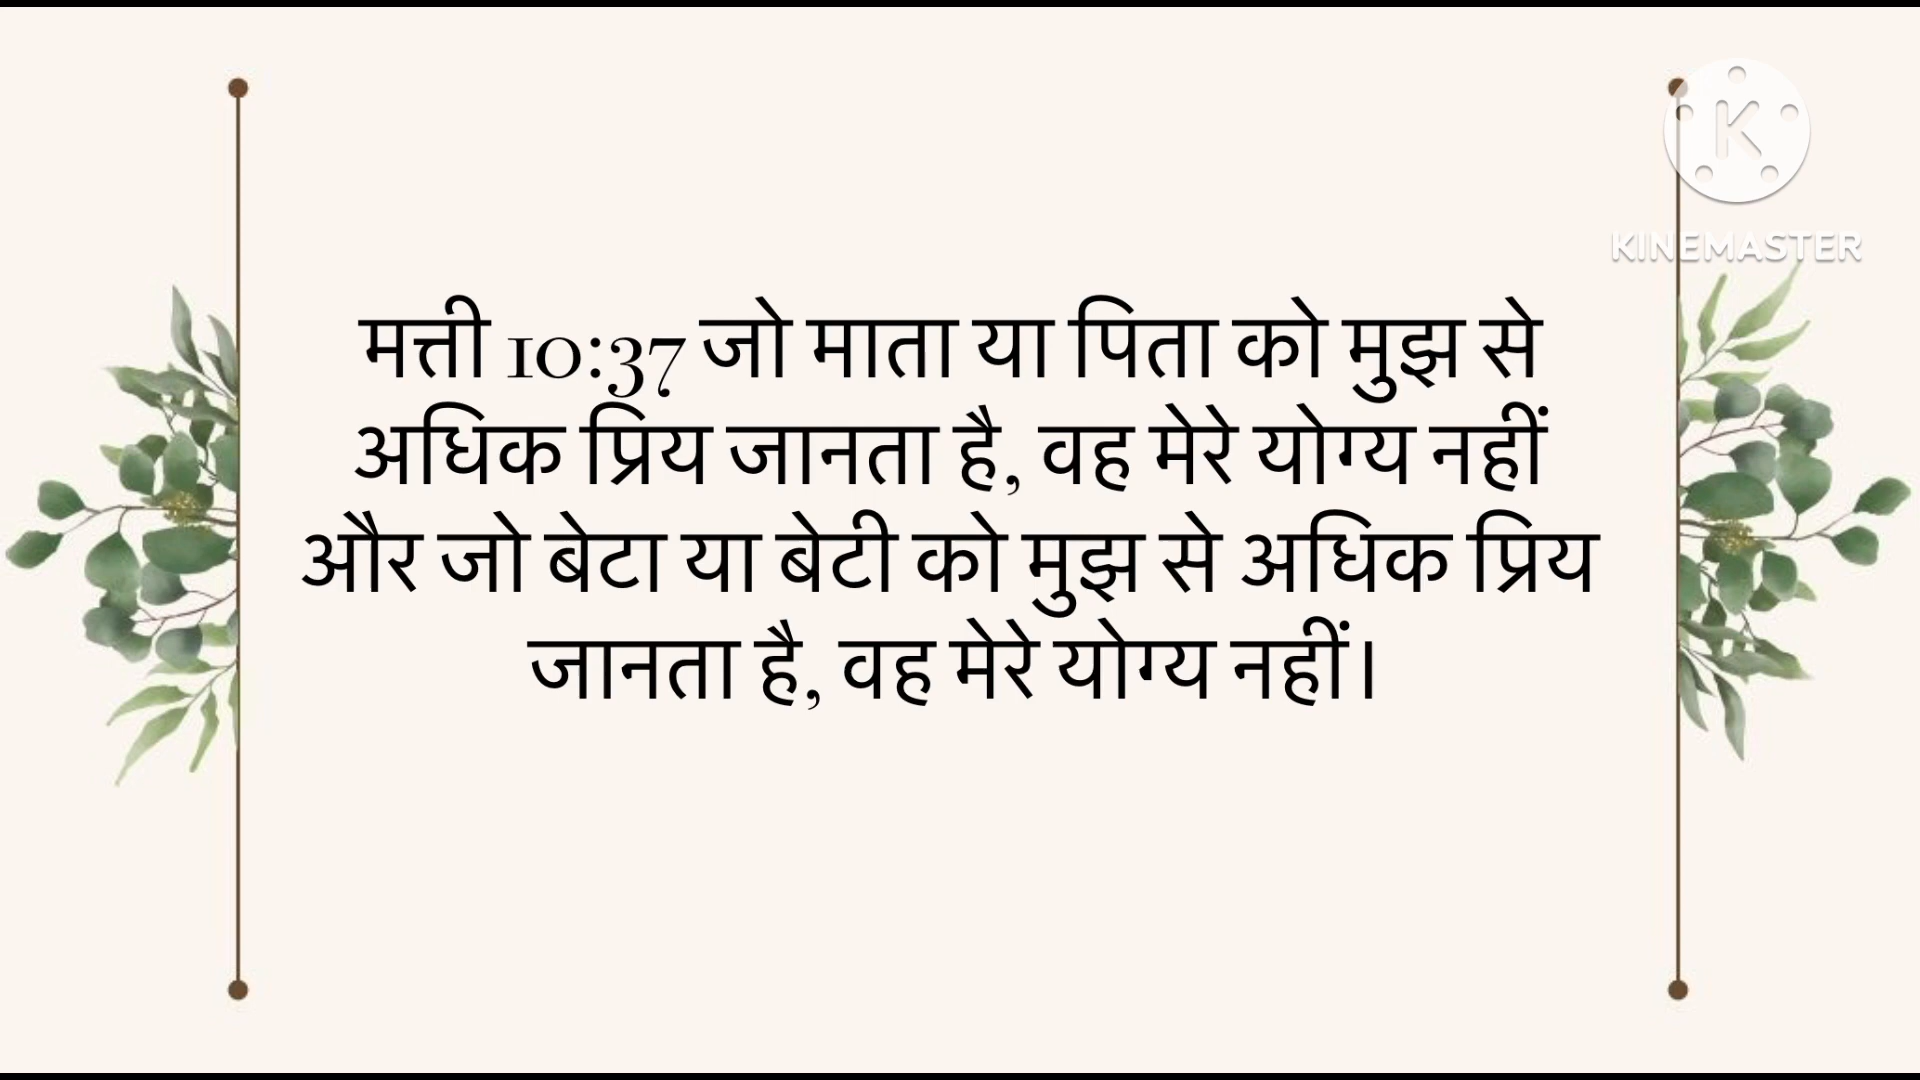 KINEMASTER
मत्ती 10:37 जो माता या पिता को मुझ से
अधिक प्रिय जानता है, वह मेरे योग्य नहीं
और जो बेटा या बेटी को मुझ से अधिक प्रिय
जानता है, वह मेरे योग्य नहीं।